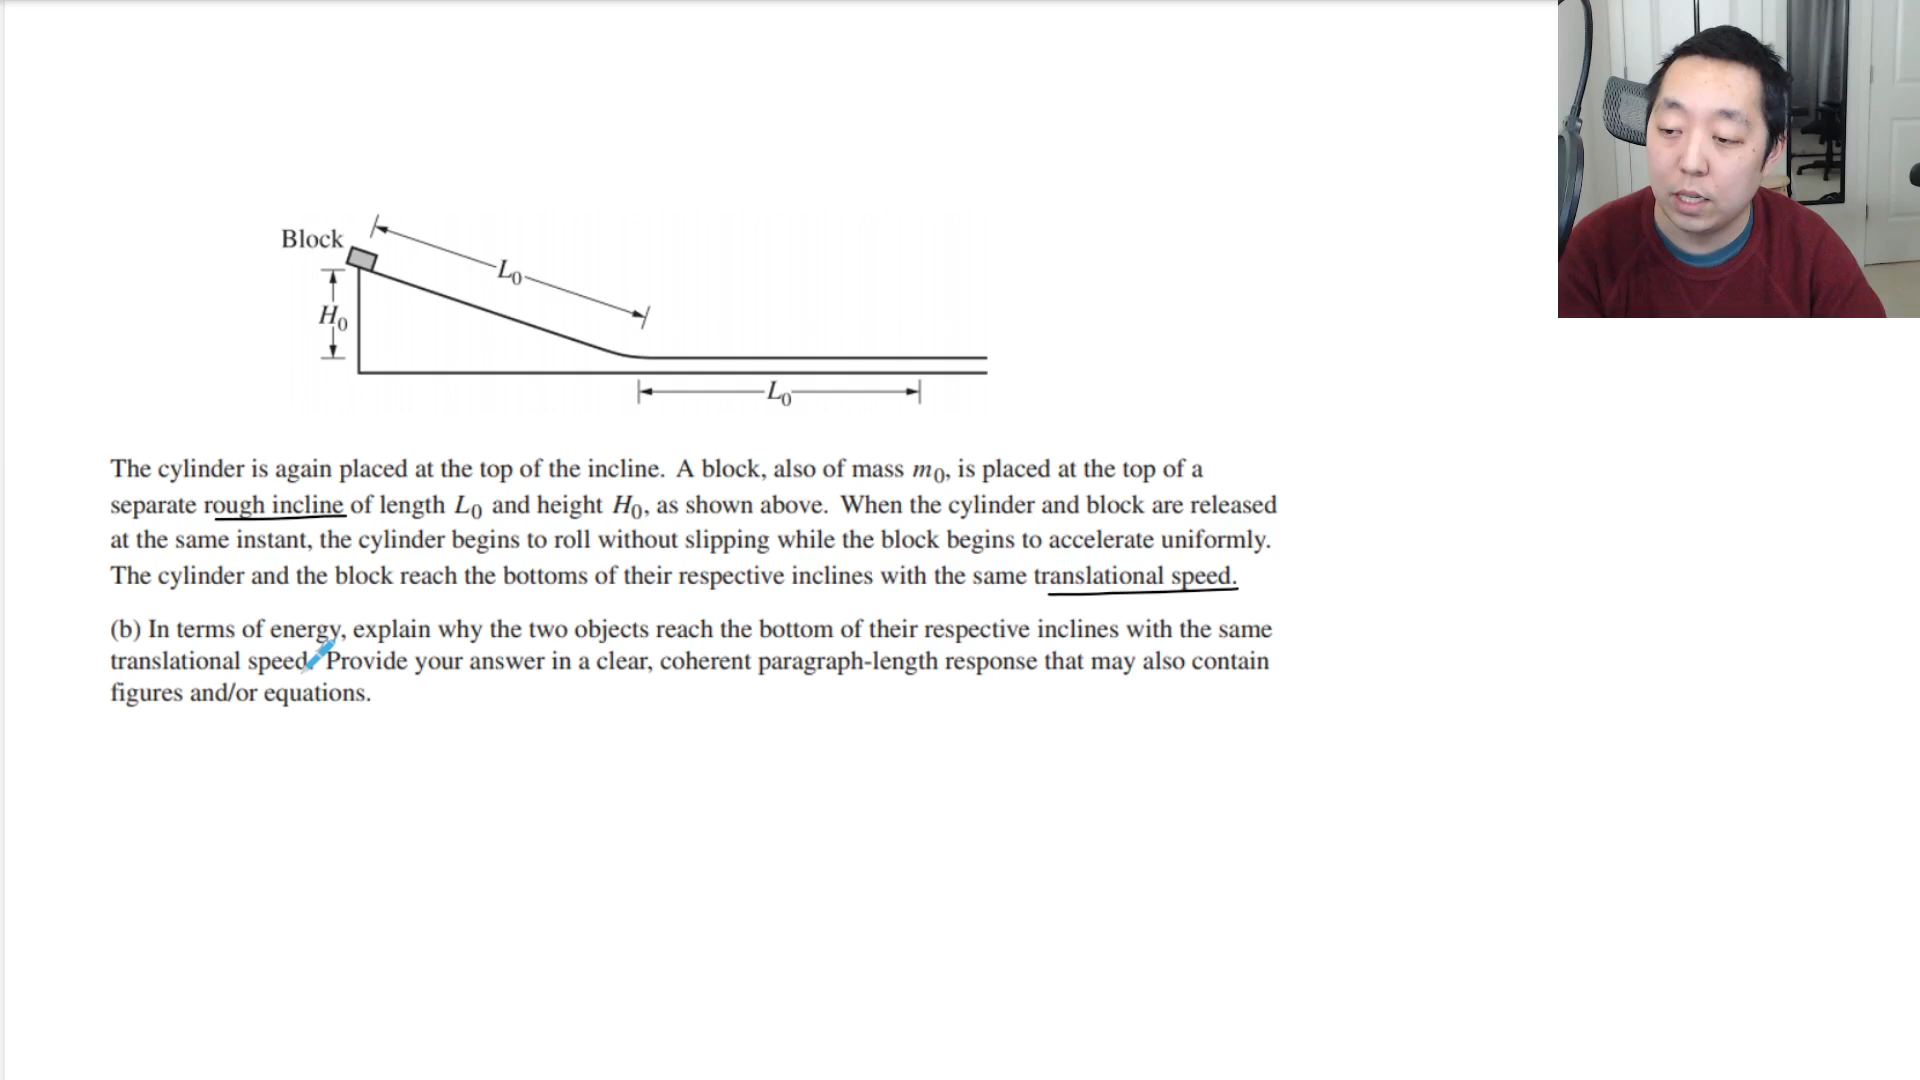 Block
L0
H0
L0
The cylinder is again placed at the top of the incline. A block, also of mass m0, is placed at the top of a
separate rough incline of length L0 and height H0, as shown above. When the cylinder and block are released
at the same instant, the cylinder begins to roll without slipping while the block begins to accelerate uniformly.
The cylinder and the block reach the bottoms of their respective inclines with the same translational speed.
(b) In terms of energy, explain why the two objects reach the bottom of their respective inclines with the same
translational speed. Provide your answer in a clear, coherent paragraph-length response that may also contain
figures and/or equations.